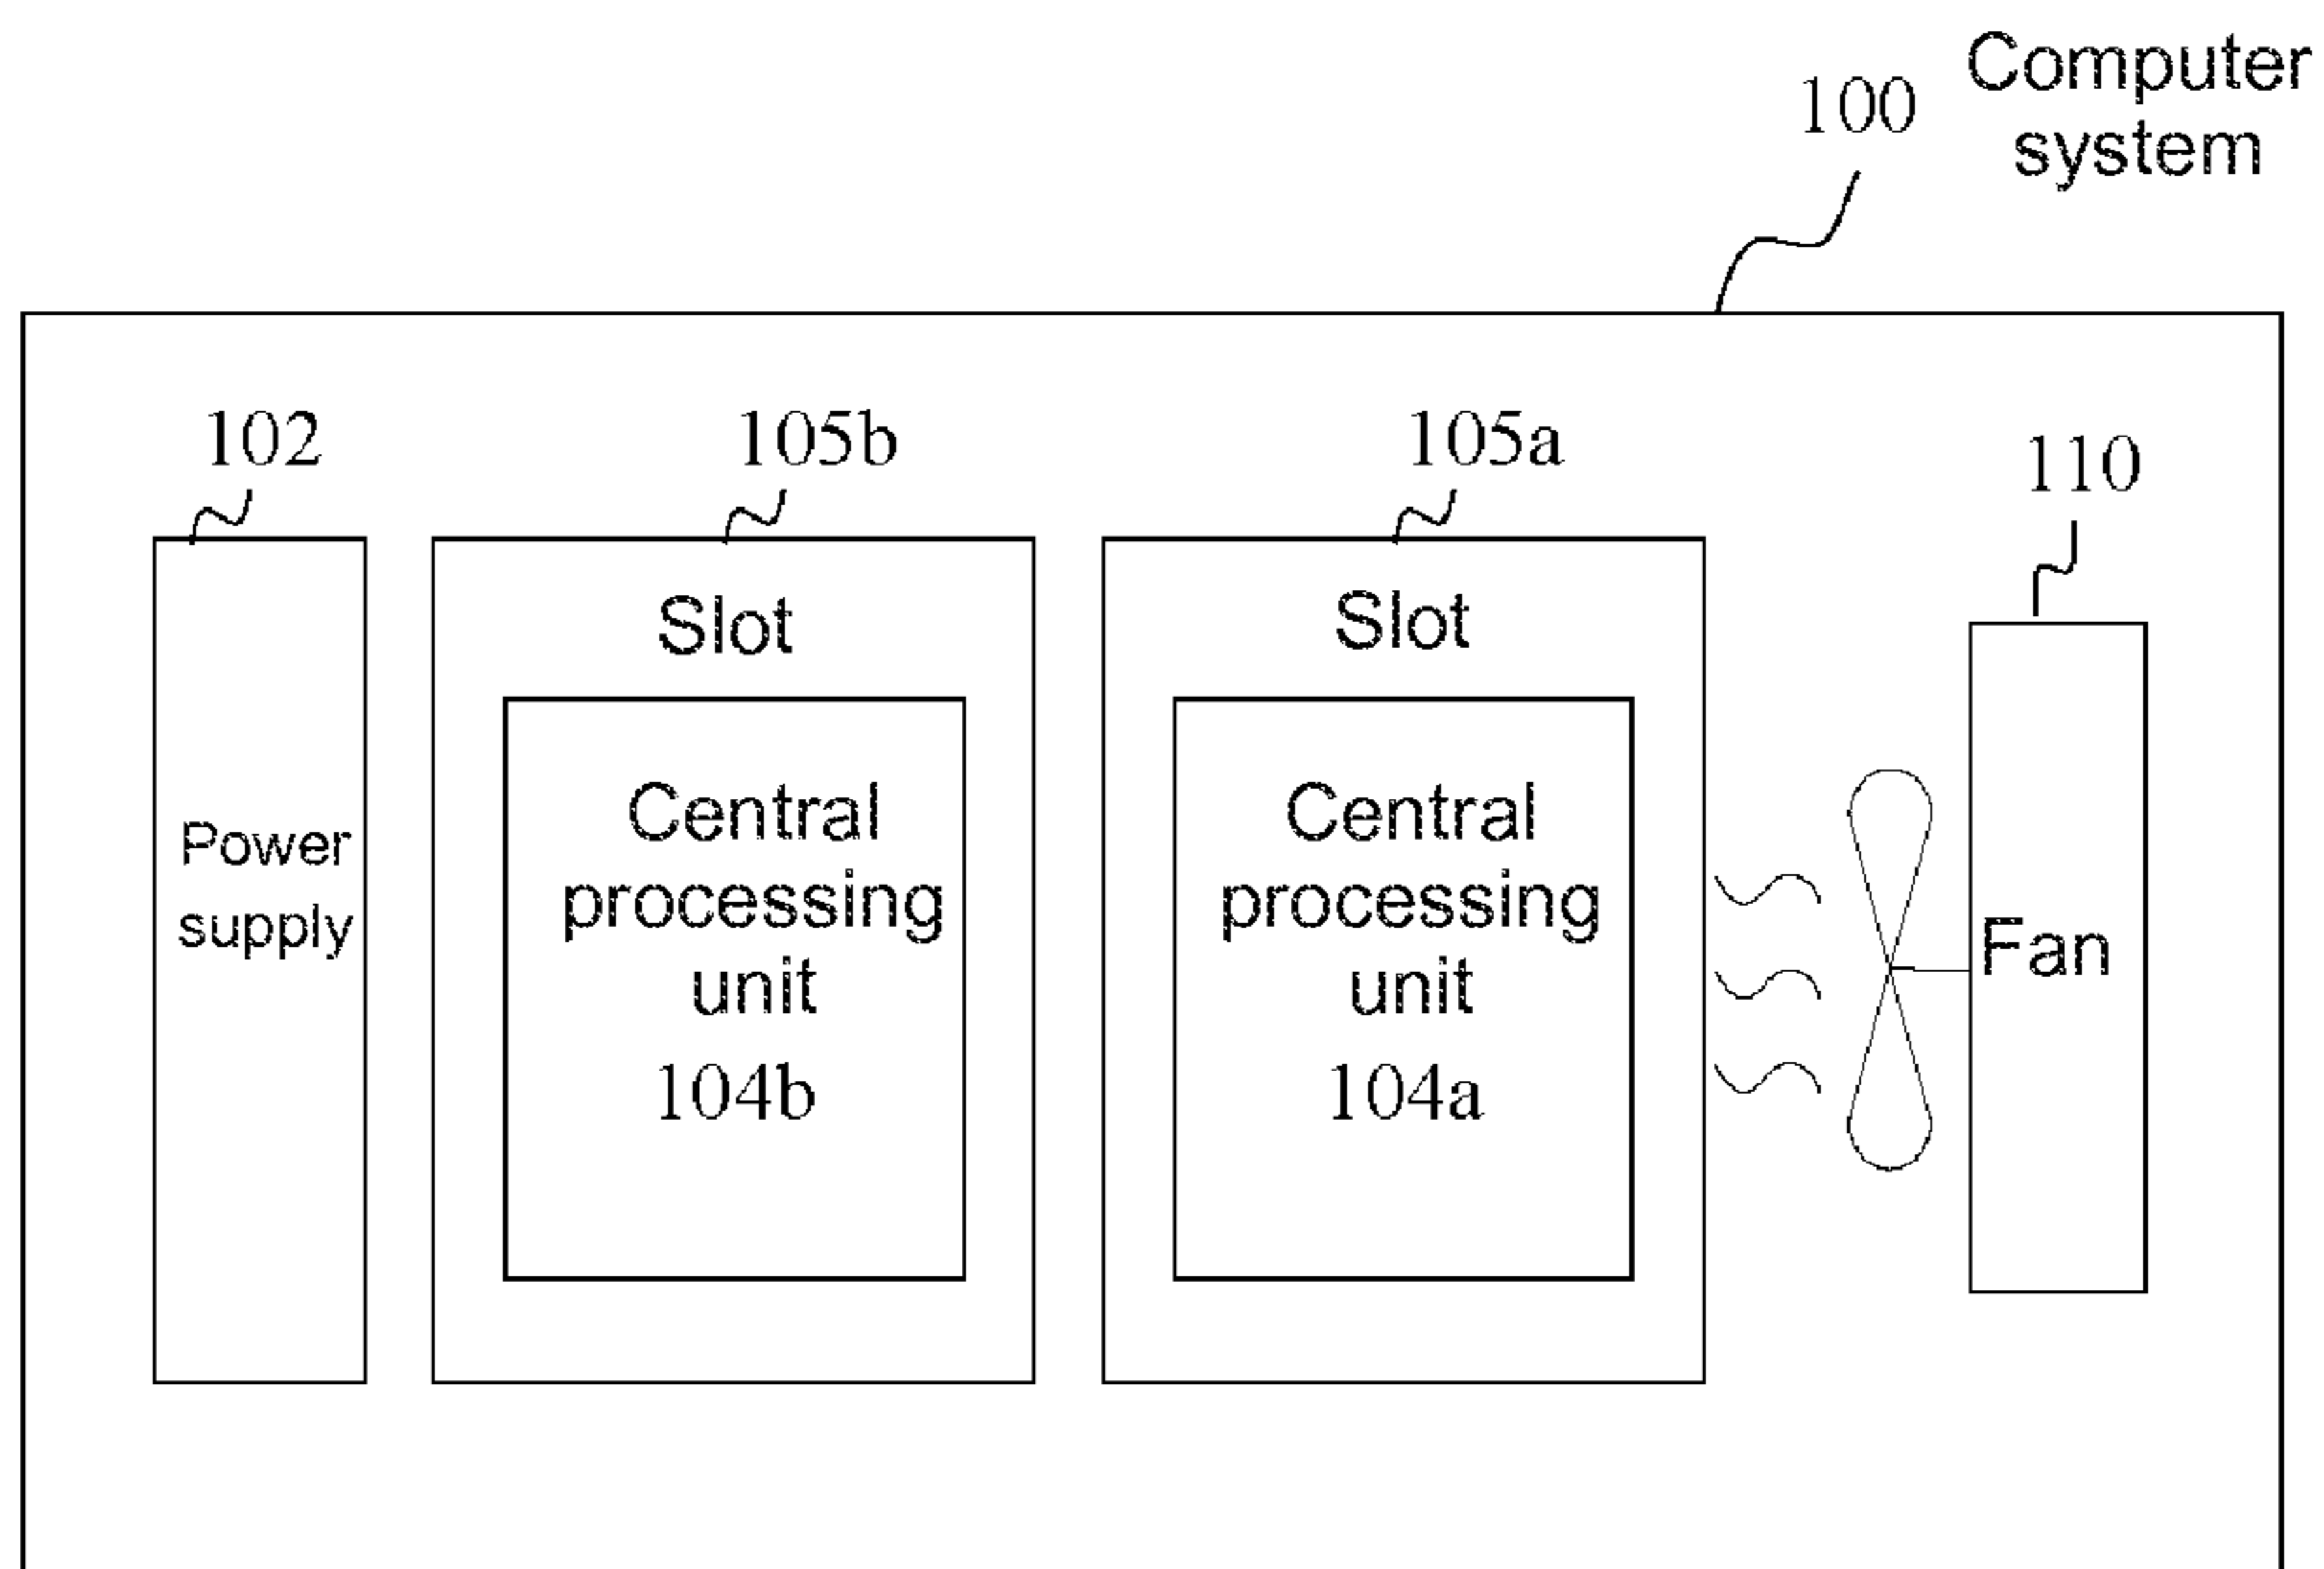 100
Computer
system
102
105b
105a
110
Slot
Slot
Power
supply
Central
processing
unit
104b
Central
processing
unit
104a
Fan